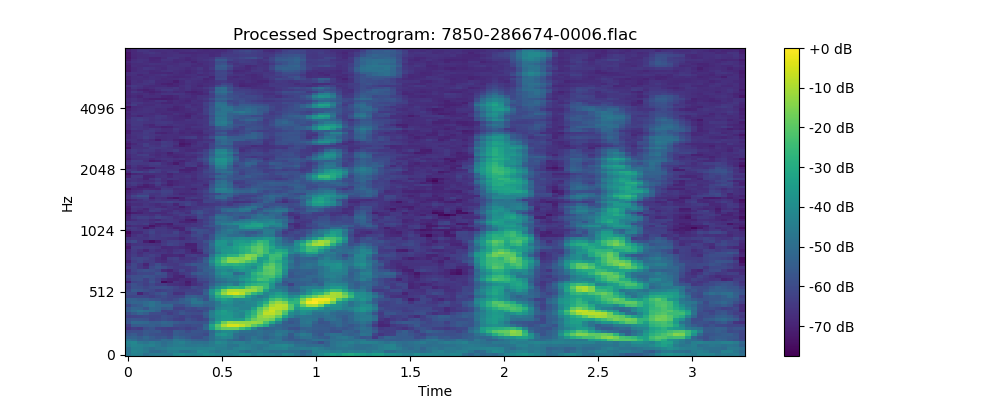 Processed Spectrogram: 7850-286674-0006.flac
Hz
4096
2048
1024
512
0
0 0.5 1 1.5 2 2.5 3
Time
+0 dB
-10 dB
-20 dB
-30 dB
-40 dB
-50 dB
-60 dB
-70 dB